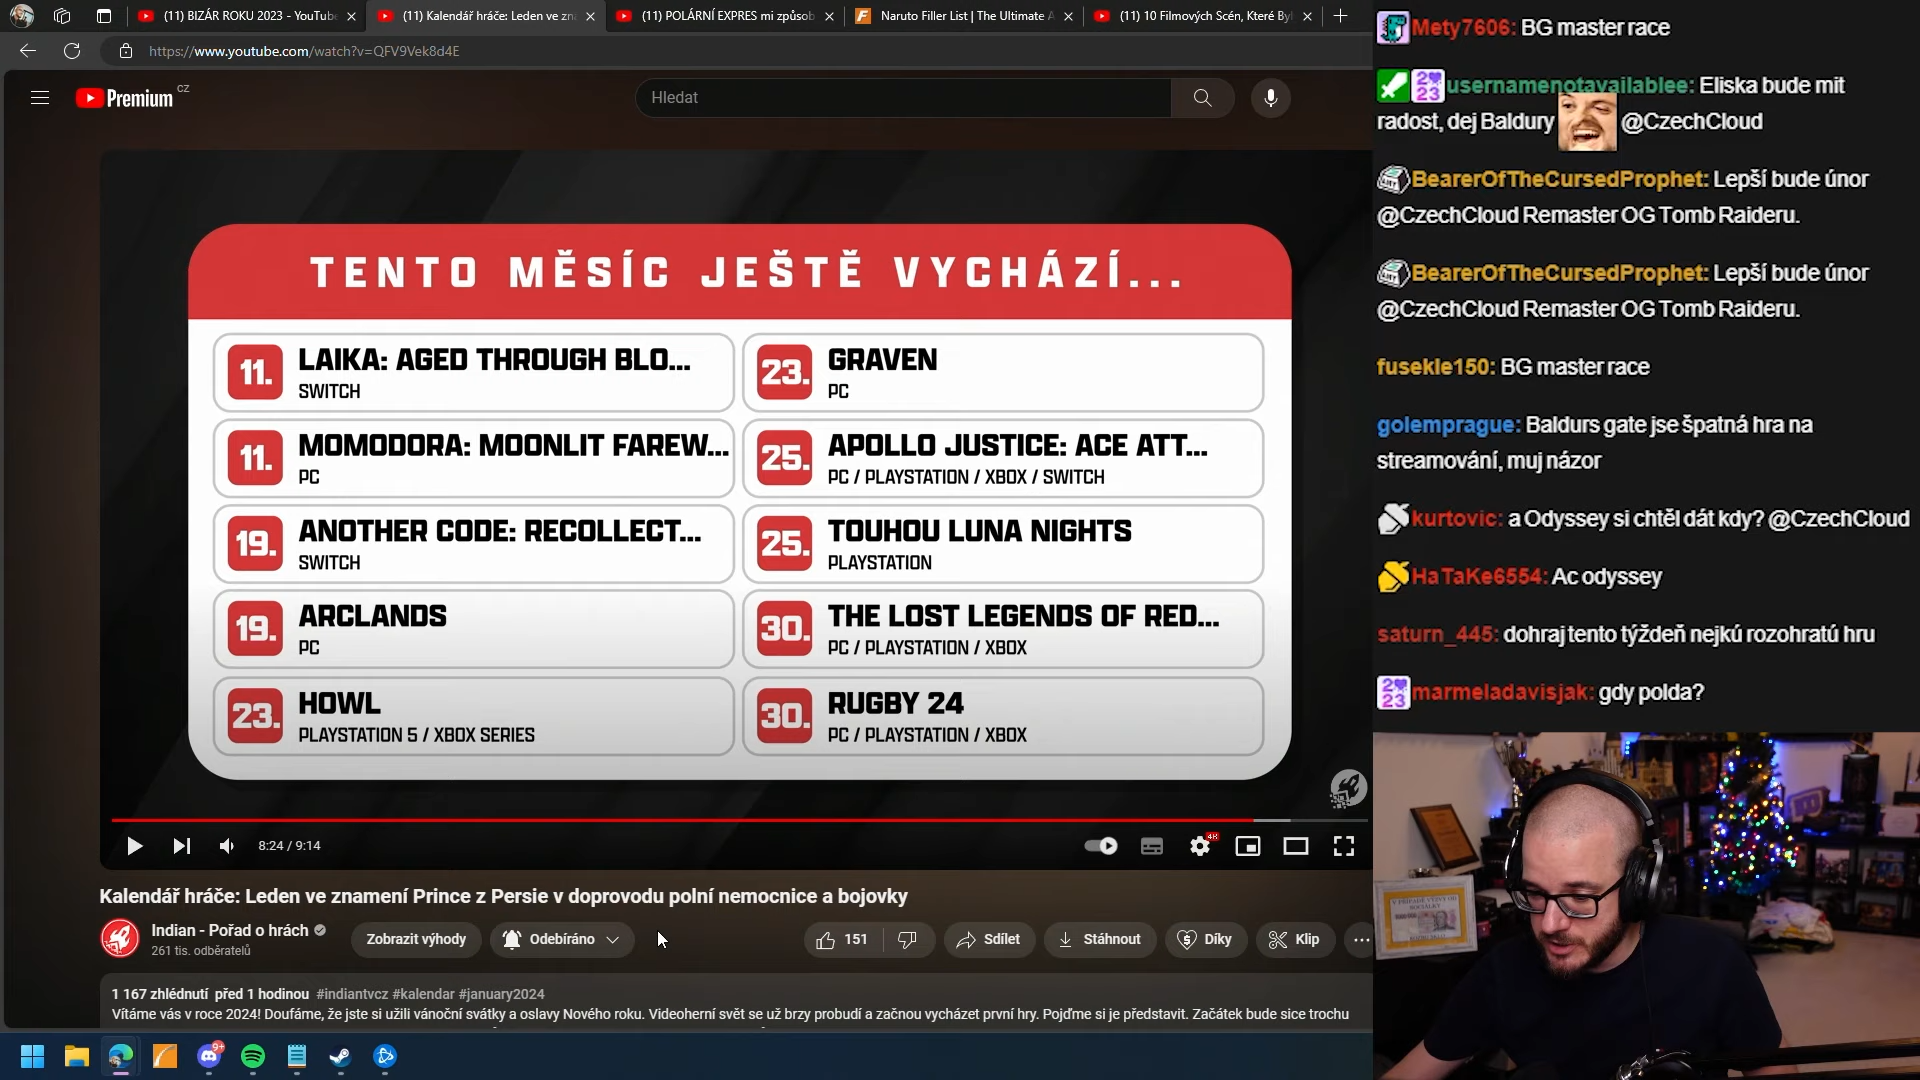 (11) BIZÁR ROKU 2023 - YouTube
(11) Kalendář hráče: Leden ve zna
(11) POLÁRNÍ EXPRES mi způsob
Naruto Filler List | The Ultimate A
(11) 10 Filmových Scén, Které By
https://www.youtube.com/watch?v=QFV9Vek8d4E
Premium CZ
Hledat
TENTO MĚSÍC JEŠTĚ VYCHÁZÍ...
11. LAIKA: AGED THROUGH BLO...
SWITCH
11. MOMODORA: MOONLIT FAREW...
PC
19. ANOTHER CODE: RECOLLECT...
SWITCH
19. ARCLANDS
PC
23. HOWL
PLAYSTATION 5 / XBOX SERIES
23. GRAVEN
PC
25. APOLLO JUSTICE: ACE ATT...
PC / PLAYSTATION / XBOX / SWITCH
25. TOUHOU LUNA NIGHTS
PLAYSTATION
30. THE LOST LEGENDS OF RED...
PC / PLAYSTATION / XBOX
30. RUGBY 24
PC / PLAYSTATION / XBOX
8:24 / 9:14
4K
Kalendář hráče: Leden ve znamení Prince z Persie v doprovodu polní nemocnice a bojovky
Indian - Pořad o hrách
261 tis. odběratelů
Zobrazit výhody
Odebíráno
151
Sdílet
Stáhnout
Díky
Klip
1 167 zhlédnutí před 1 hodinou #indiantvcz #kalendar #january2024
Vítáme vás v roce 2024! Doufáme, že jste si užili vánoční svátky a oslavy Nového roku. Videoherní svět se už brzy probudí a začnou vycházet první hry. Pojďme si je představit. Začátek bude sice trochu
9+
Mety7606: BG master race
2023 usernamenotavailablee: Eliska bude mit
radost, dej Baldury @CzechCloud
BearerOfTheCursedProphet: Lepší bude únor
@CzechCloud Remaster OG Tomb Raideru.
BearerOfTheCursedProphet: Lepší bude únor
@CzechCloud Remaster OG Tomb Raideru.
fusekle150: BG master race
golemprague: Baldurs gate jse špatná hra na
streamování, muj názor
kurtovic: a Odyssey si chtěl dát kdy? @CzechCloud
HaTaKe6554: Ac odyssey
saturn_445: dohraj tento týždeň nejkú rozohratú hru
2023 marmeladavisjak: gdy polda?